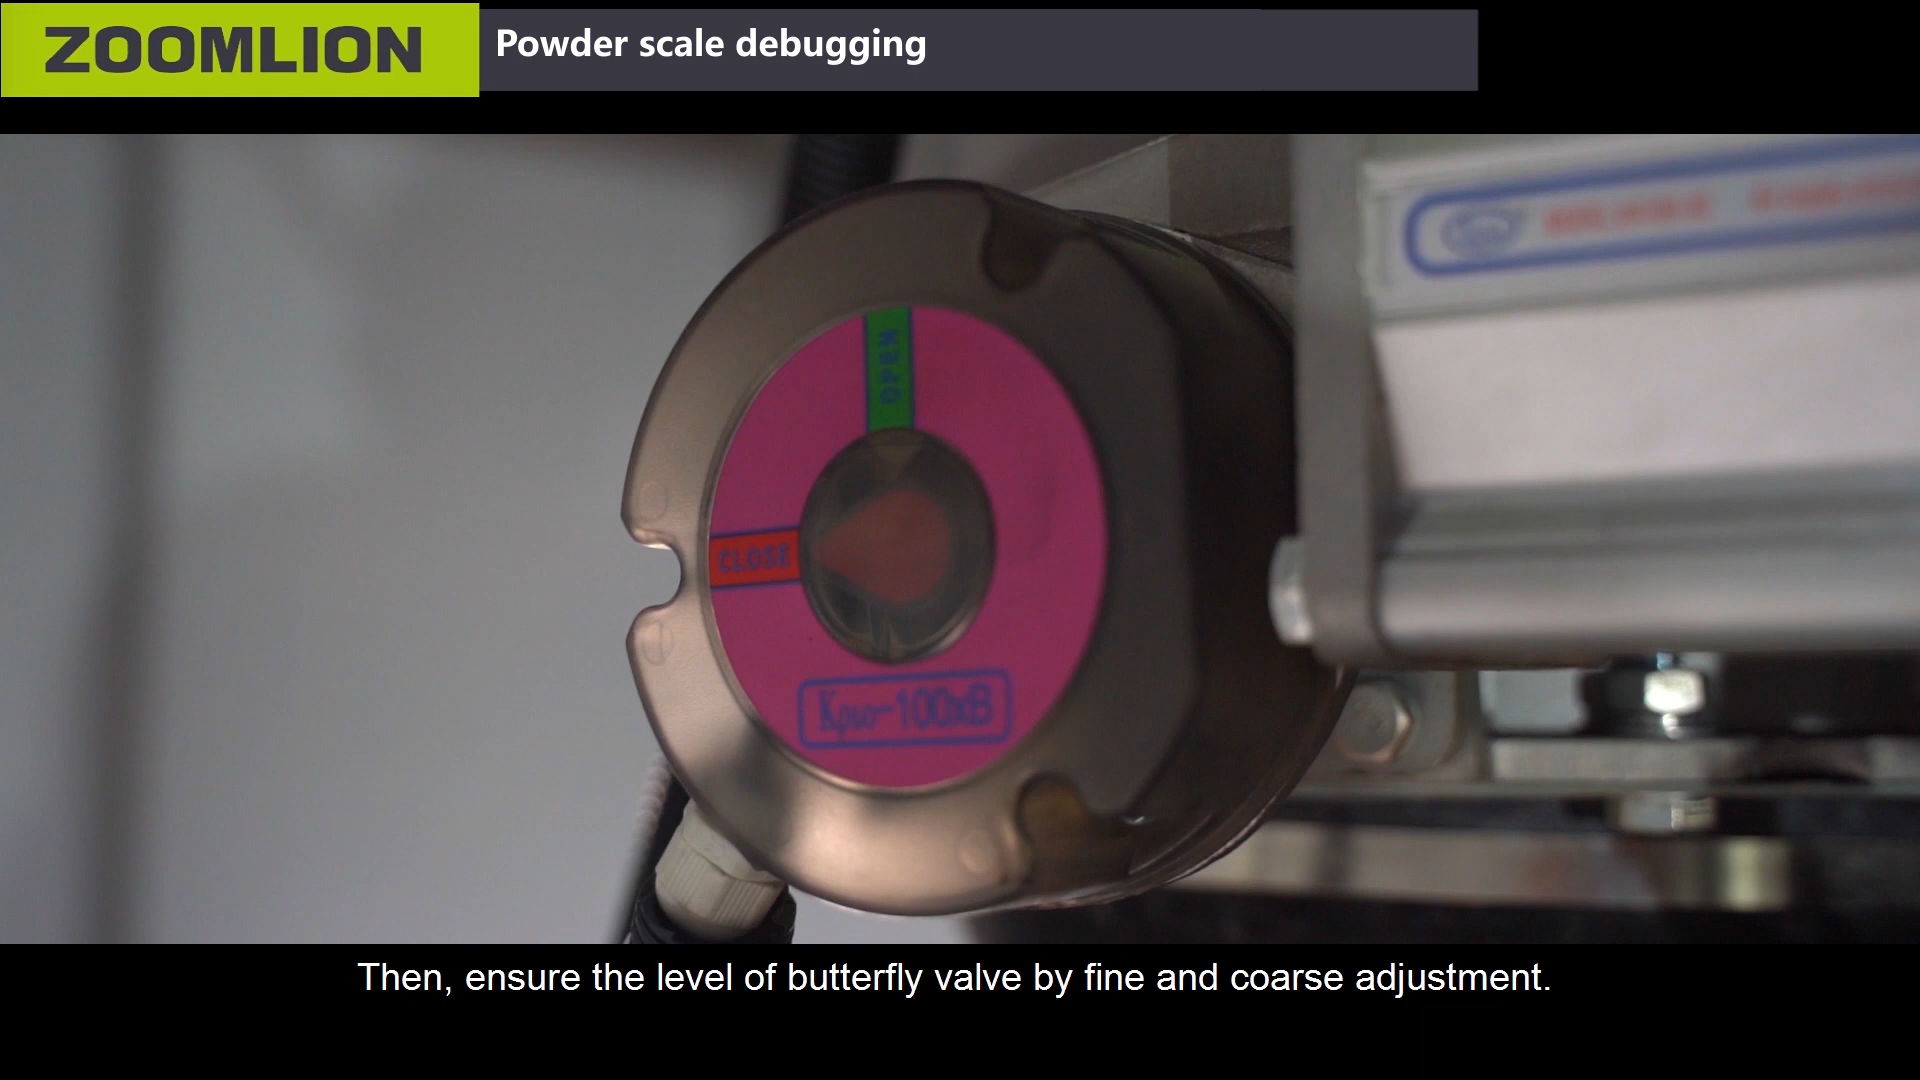 ZOOMLION
Powder scale debugging
OPEN
CLOSE
Kpio-100xB
Then, ensure the level of butterfly valve by fine and coarse adjustment.